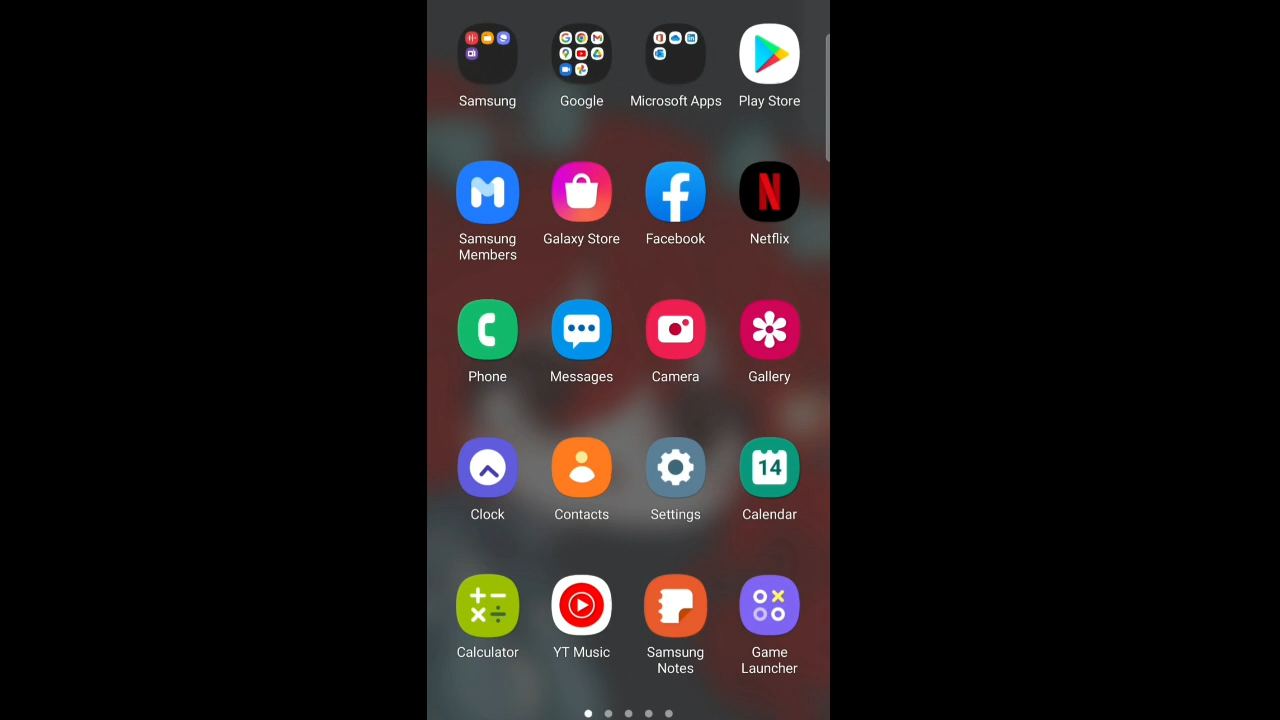 Samsung
Google
Microsoft Apps
Play Store
Samsung
Members
Galaxy Store
Facebook
N
Netflix
Phone
Messages
Camera
Gallery
Clock
Contacts
Settings
14
Calendar
Calculator
YT Music
Samsung
Notes
Game
Launcher